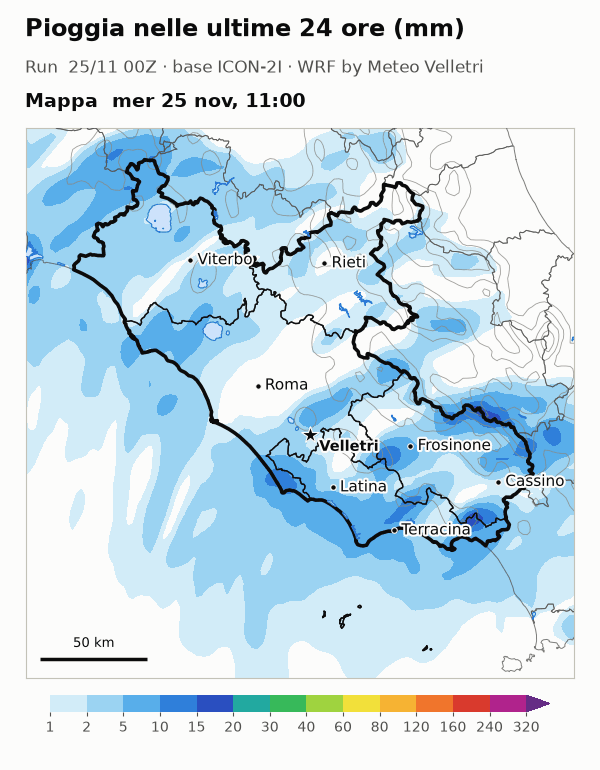 Pioggia nelle ultime 24 ore (mm)
Run  25/11 00Z · base ICON-2I · WRF by Meteo Velletri
Mappa  mer 25 nov, 11:00
Viterbo
Rieti
Roma
Velletri
Frosinone
Latina
Cassino
Terracina
50 km
1 2 5 10 15 20 30 40 60 80 120 160 240 320